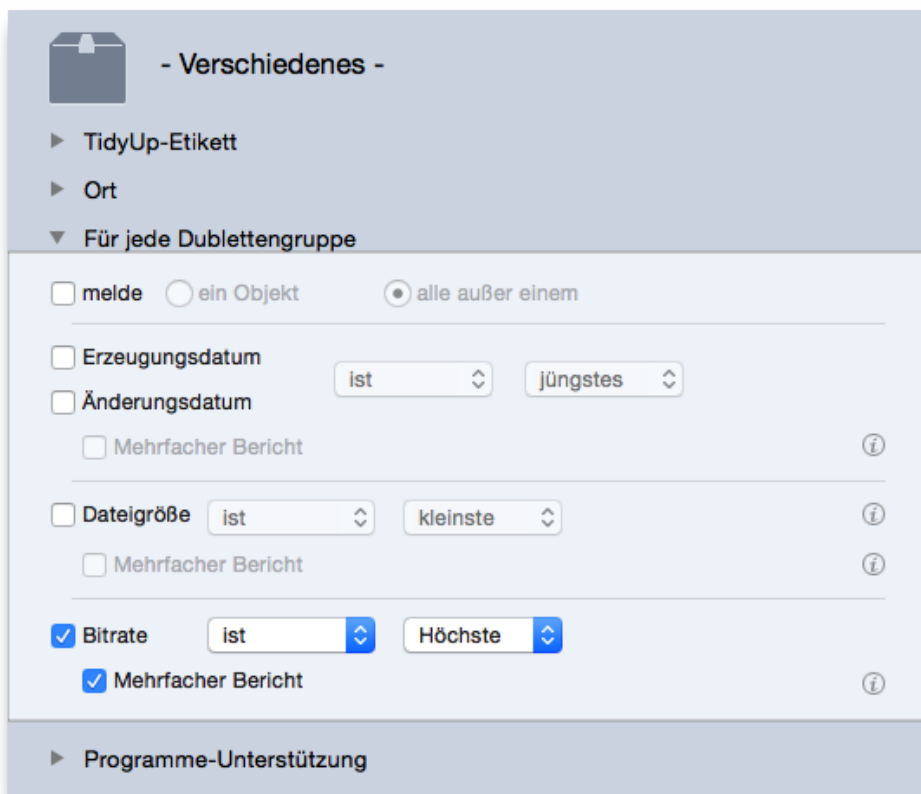 - Verschiedenes -
TidyUp-Etikett
Ort
Für jede Dublettengruppe
melde ein Objekt alle außer einem
Erzeugungsdatum
ist jüngstes
Änderungsdatum
Mehrfacher Bericht
Dateigröße ist kleinste
Mehrfacher Bericht
Bitrate ist Höchste
Mehrfacher Bericht
Programme-Unterstützung